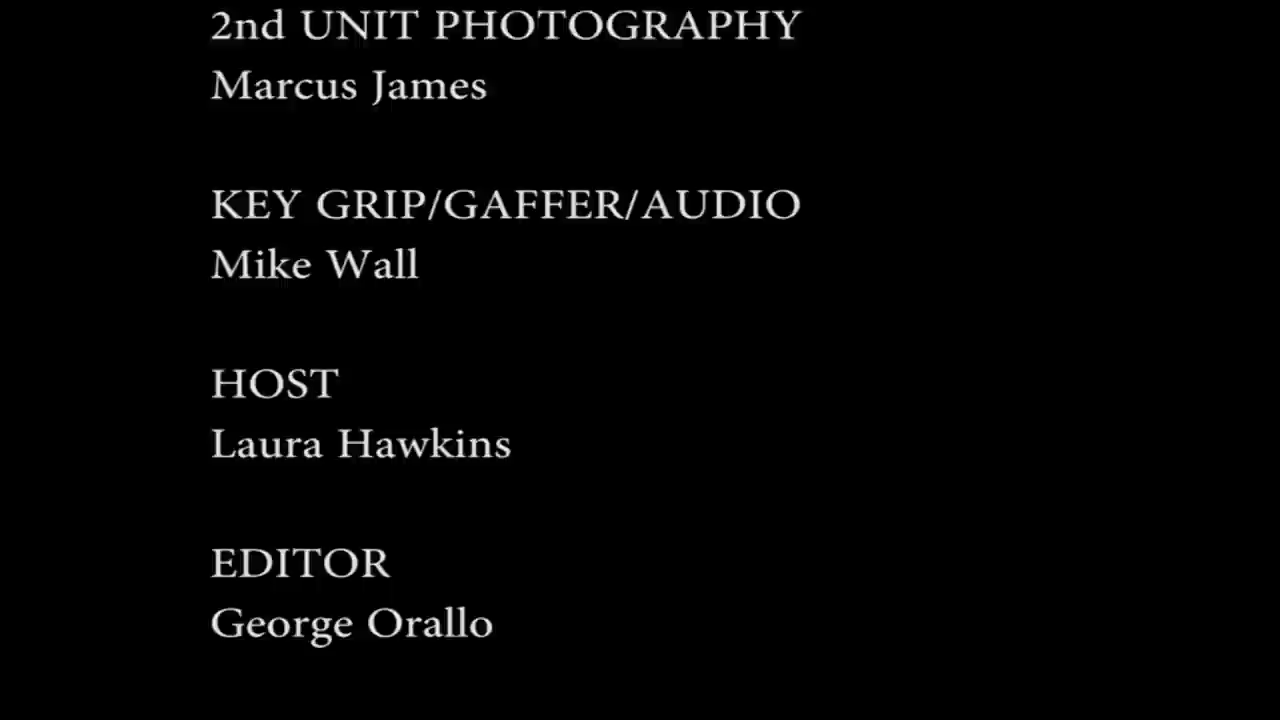 2nd UNIT PHOTOGRAPHY
Marcus James
KEY GRIP/GAFFER/AUDIO
Mike Wall
HOST
Laura Hawkins
EDITOR
George Orallo